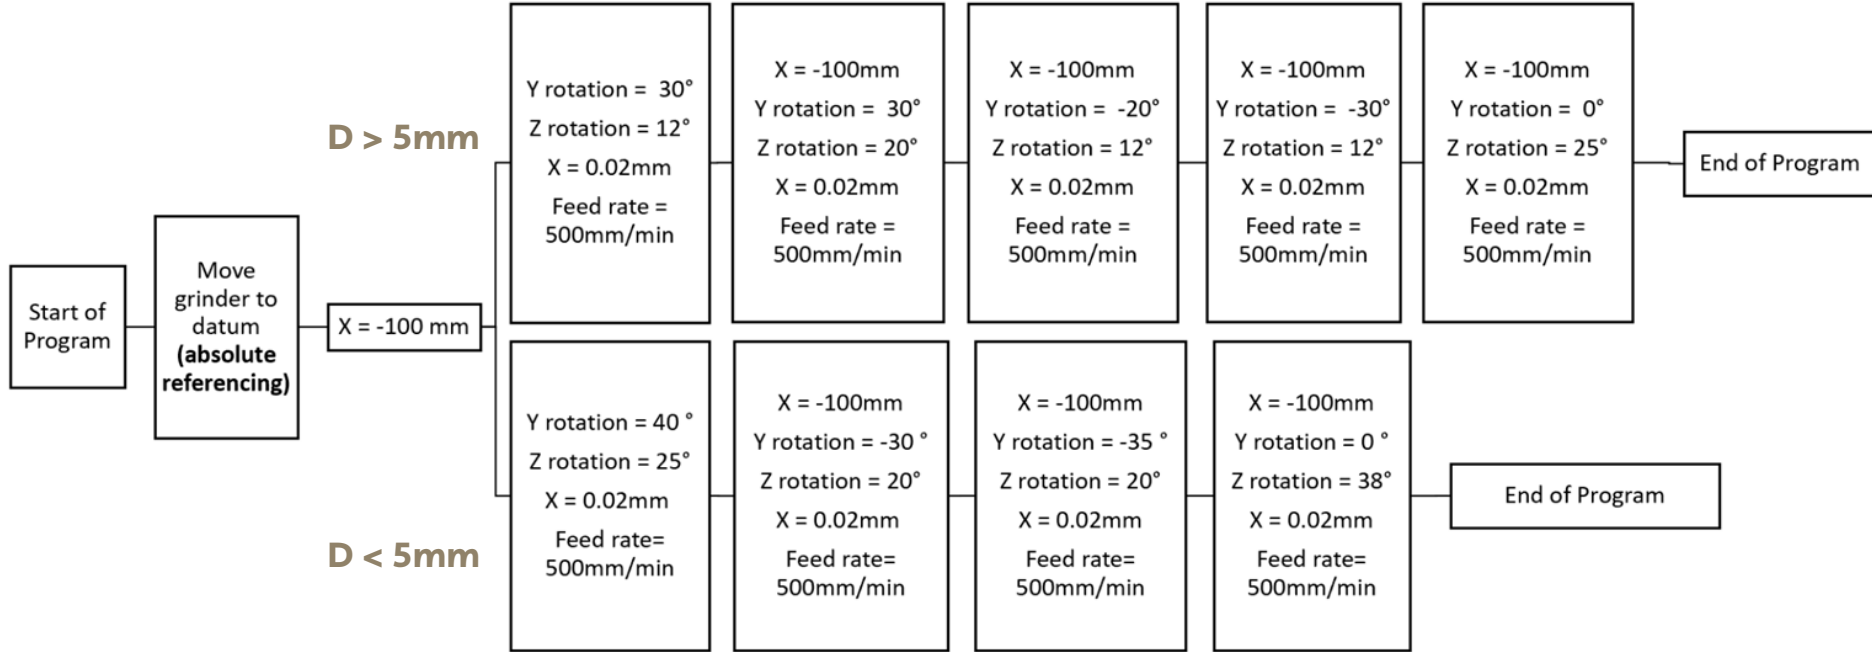 Start of
Program
Move
grinder to
datum
(absolute
referencing)
X = -100 mm
D > 5mm
Y rotation =  30°
Z rotation = 12°
X = 0.02mm
Feed rate =
500mm/min
X = -100mm
Y rotation =  30°
Z rotation = 20°
X = 0.02mm
Feed rate =
500mm/min
X = -100mm
Y rotation =  -20°
Z rotation = 12°
X = 0.02mm
Feed rate =
500mm/min
X = -100mm
Y rotation =  -30°
Z rotation = 12°
X = 0.02mm
Feed rate =
500mm/min
X = -100mm
Y rotation =  0°
Z rotation = 25°
X = 0.02mm
Feed rate =
500mm/min
End of Program
D < 5mm
Y rotation = 40 °
Z rotation = 25°
X = 0.02mm
Feed rate=
500mm/min
X = -100mm
Y rotation = -30 °
Z rotation = 20°
X = 0.02mm
Feed rate=
500mm/min
X = -100mm
Y rotation = -35 °
Z rotation = 20°
X = 0.02mm
Feed rate=
500mm/min
X = -100mm
Y rotation = 0 °
Z rotation = 38°
X = 0.02mm
Feed rate=
500mm/min
End of Program